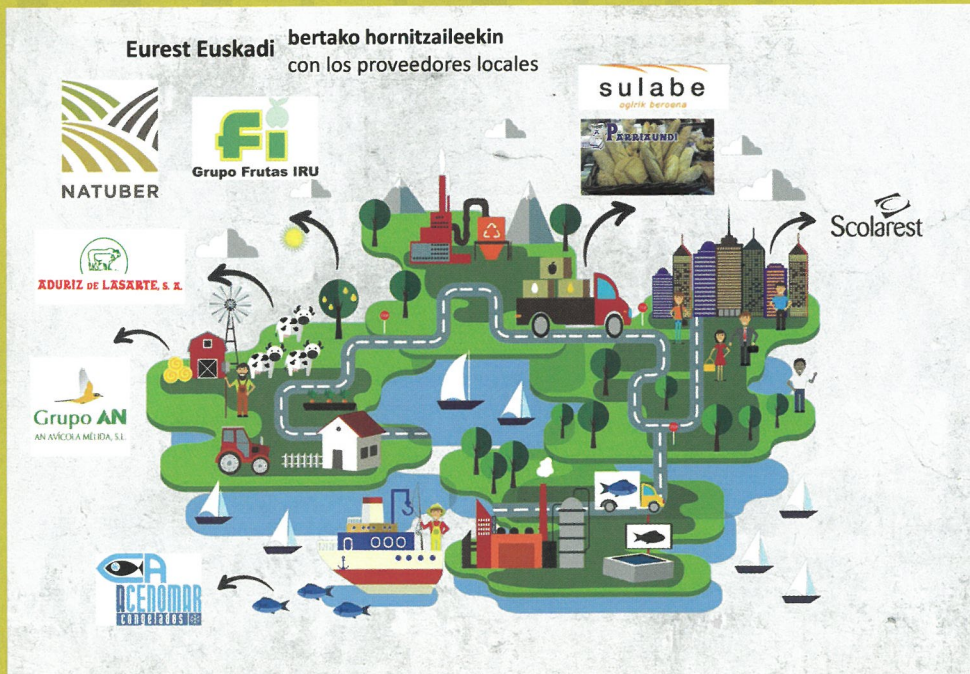 Eurest Euskadi bertako hornitzaileekin
con los proveedores locales
NATUBER
fi
Grupo Frutas IRU
sulabe
ogirik beroena
PARRIAUNDI
Scolarest
ADURIZ DE LASARTE, S. A.
Grupo AN
AN AVÍCOLA MÉLIDA, S.L.
CA
ACENOMAR
congelados